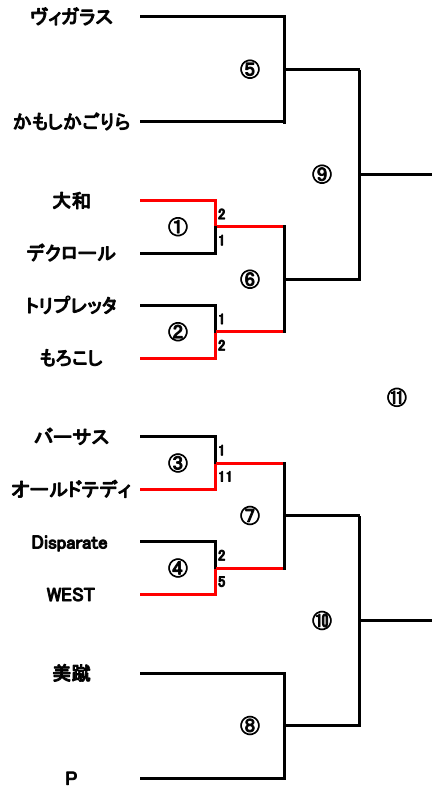 ヴィガラス
⑤
かもしかごりら
⑨
大和
2
①
1
デクロール
⑥
トリプレッタ
1
②
2
もろこし
⑪
バーサス
1
③
11
オールドテディ
⑦
Disparate
2
④
5
WEST
⑩
美蹴
⑧
P